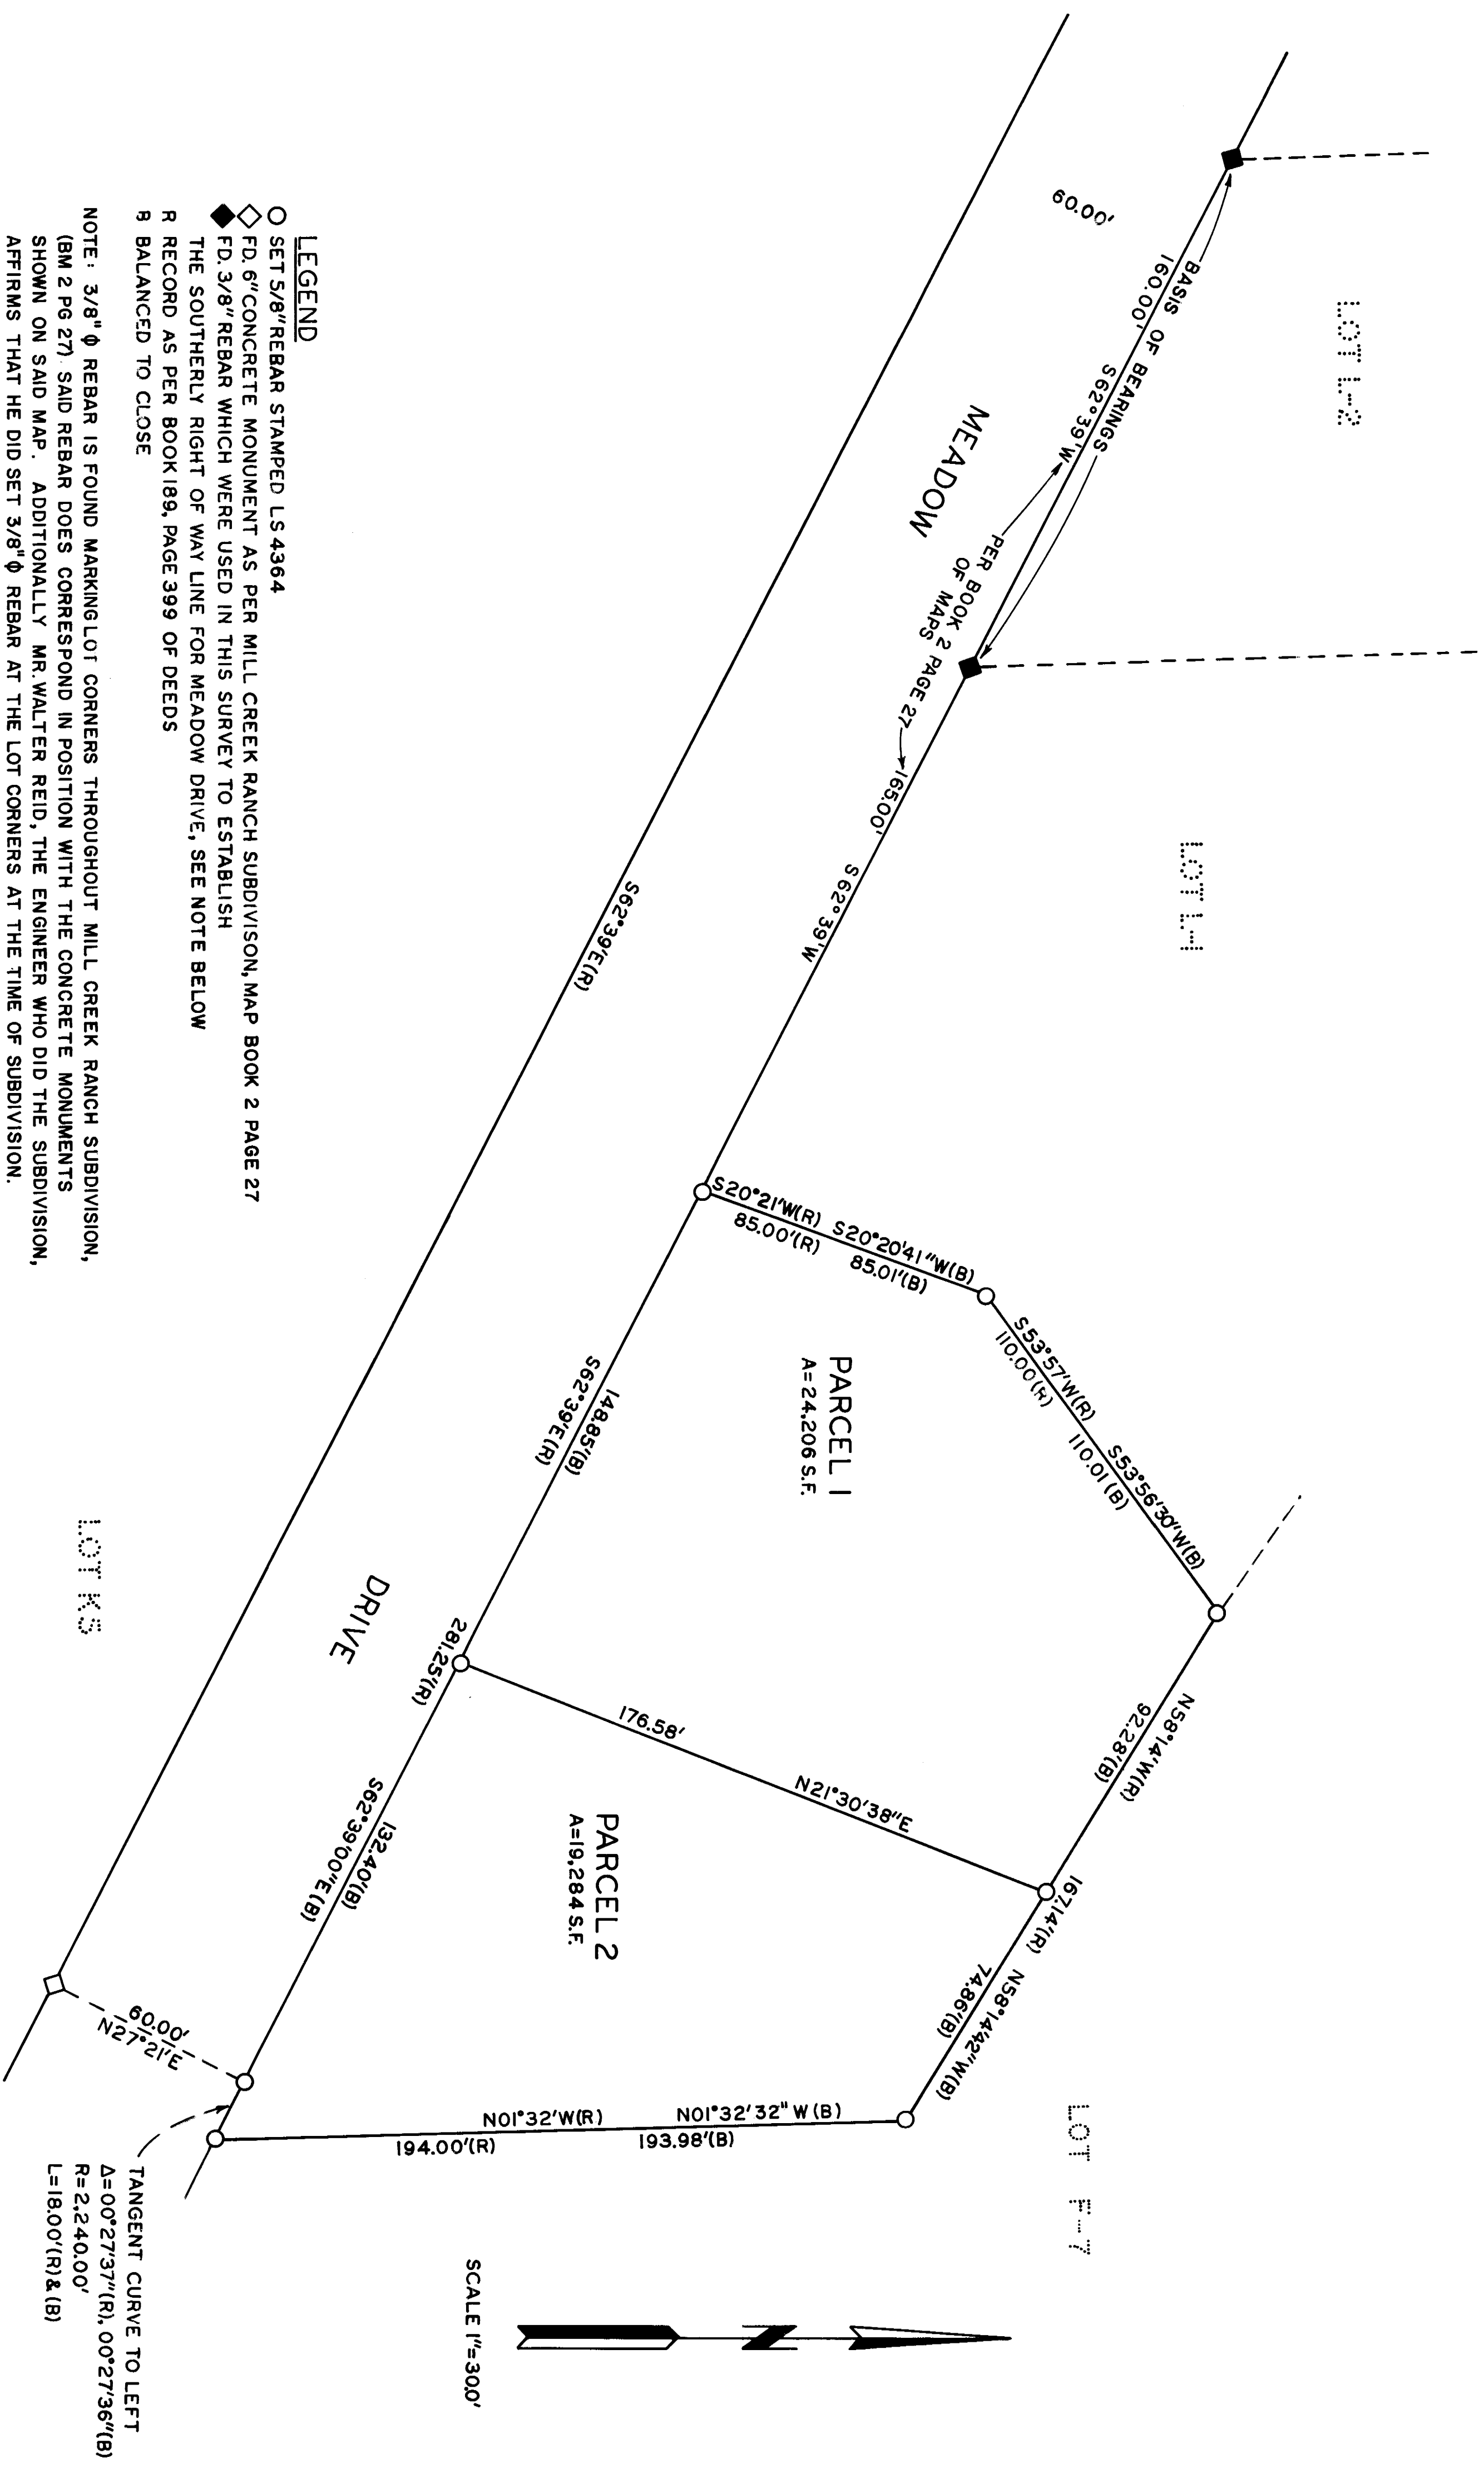 LOT L-2
LOT L-1
60.00'
BASIS OF BEARINGS
160.00'
S62°39'W
MEADOW
PER BOOK 2 PAGE 27
OF MAPS
165.00'
S62°39'W
S62°39'E(R)
S20°21'W(R) S20°20'41"W(B)
85.00'(R) 85.01'(B)
S53°57'W(R) S53°56'30"W(B)
110.00(R) 110.01(B)
PARCEL 1
A=24,206 S.F.
148.85'(B)
S62°39'E(R)
N58°14'W(R)
92.28'(B)
167.14'(R)
N58°14'42"W(B)
74.86'(B)
DRIVE
281.25'(R)
176.58'
N21°30'38"E
PARCEL 2
A=19,284 S.F.
132.40'(B)
S62°39'00"E(B)
60.00'
N27°21'E
N01°32'W(R) N01°32'32"W(B)
194.00'(R) 193.98'(B)
LOT F-7
LOT K5
TANGENT CURVE TO LEFT
Δ=00°27'37"(R), 00°27'36"(B)
R=2,240.00'
L=18.00'(R)&(B)
N
SCALE 1"=30.0'
LEGEND
SET 5/8" REBAR STAMPED LS 4364
FD. 6" CONCRETE MONUMENT AS PER MILL CREEK RANCH SUBDIVISON, MAP BOOK 2 PAGE 27
FD. 3/8" REBAR WHICH WERE USED IN THIS SURVEY TO ESTABLISH
THE SOUTHERLY RIGHT OF WAY LINE FOR MEADOW DRIVE, SEE NOTE BELOW
R RECORD AS PER BOOK 189, PAGE 399 OF DEEDS
B BALANCED TO CLOSE
NOTE: 3/8" ɸ REBAR IS FOUND MARKING LOT CORNERS THROUGHOUT MILL CREEK RANCH SUBDIVISION,
(BM 2 PG 27). SAID REBAR DOES CORRESPOND IN POSITION WITH THE CONCRETE MONUMENTS
SHOWN ON SAID MAP. ADDITIONALLY MR. WALTER REID, THE ENGINEER WHO DID THE SUBDIVISION,
AFFIRMS THAT HE DID SET 3/8" ɸ REBAR AT THE LOT CORNERS AT THE TIME OF SUBDIVISION.